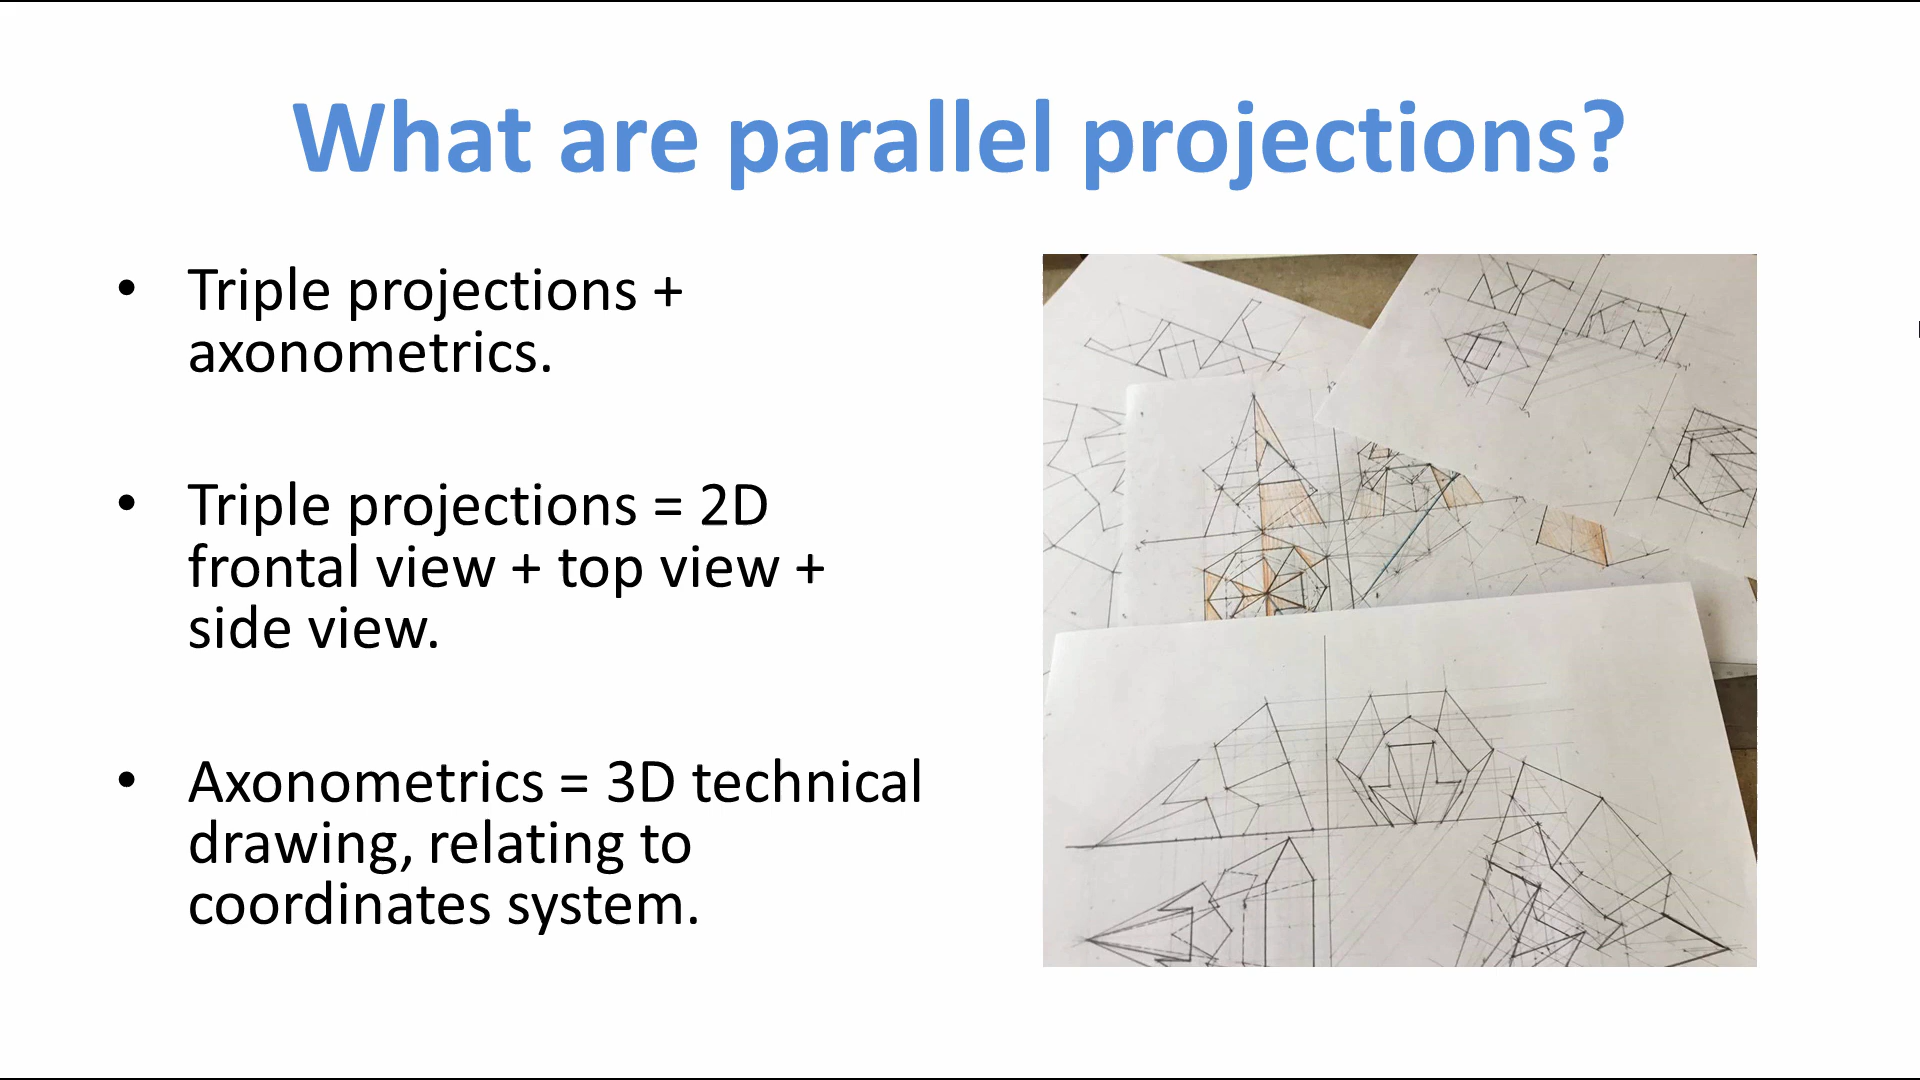 What are parallel projections?
• Triple projections +
axonometrics.
• Triple projections = 2D
frontal view + top view +
side view.
• Axonometrics = 3D technical
drawing, relating to
coordinates system.